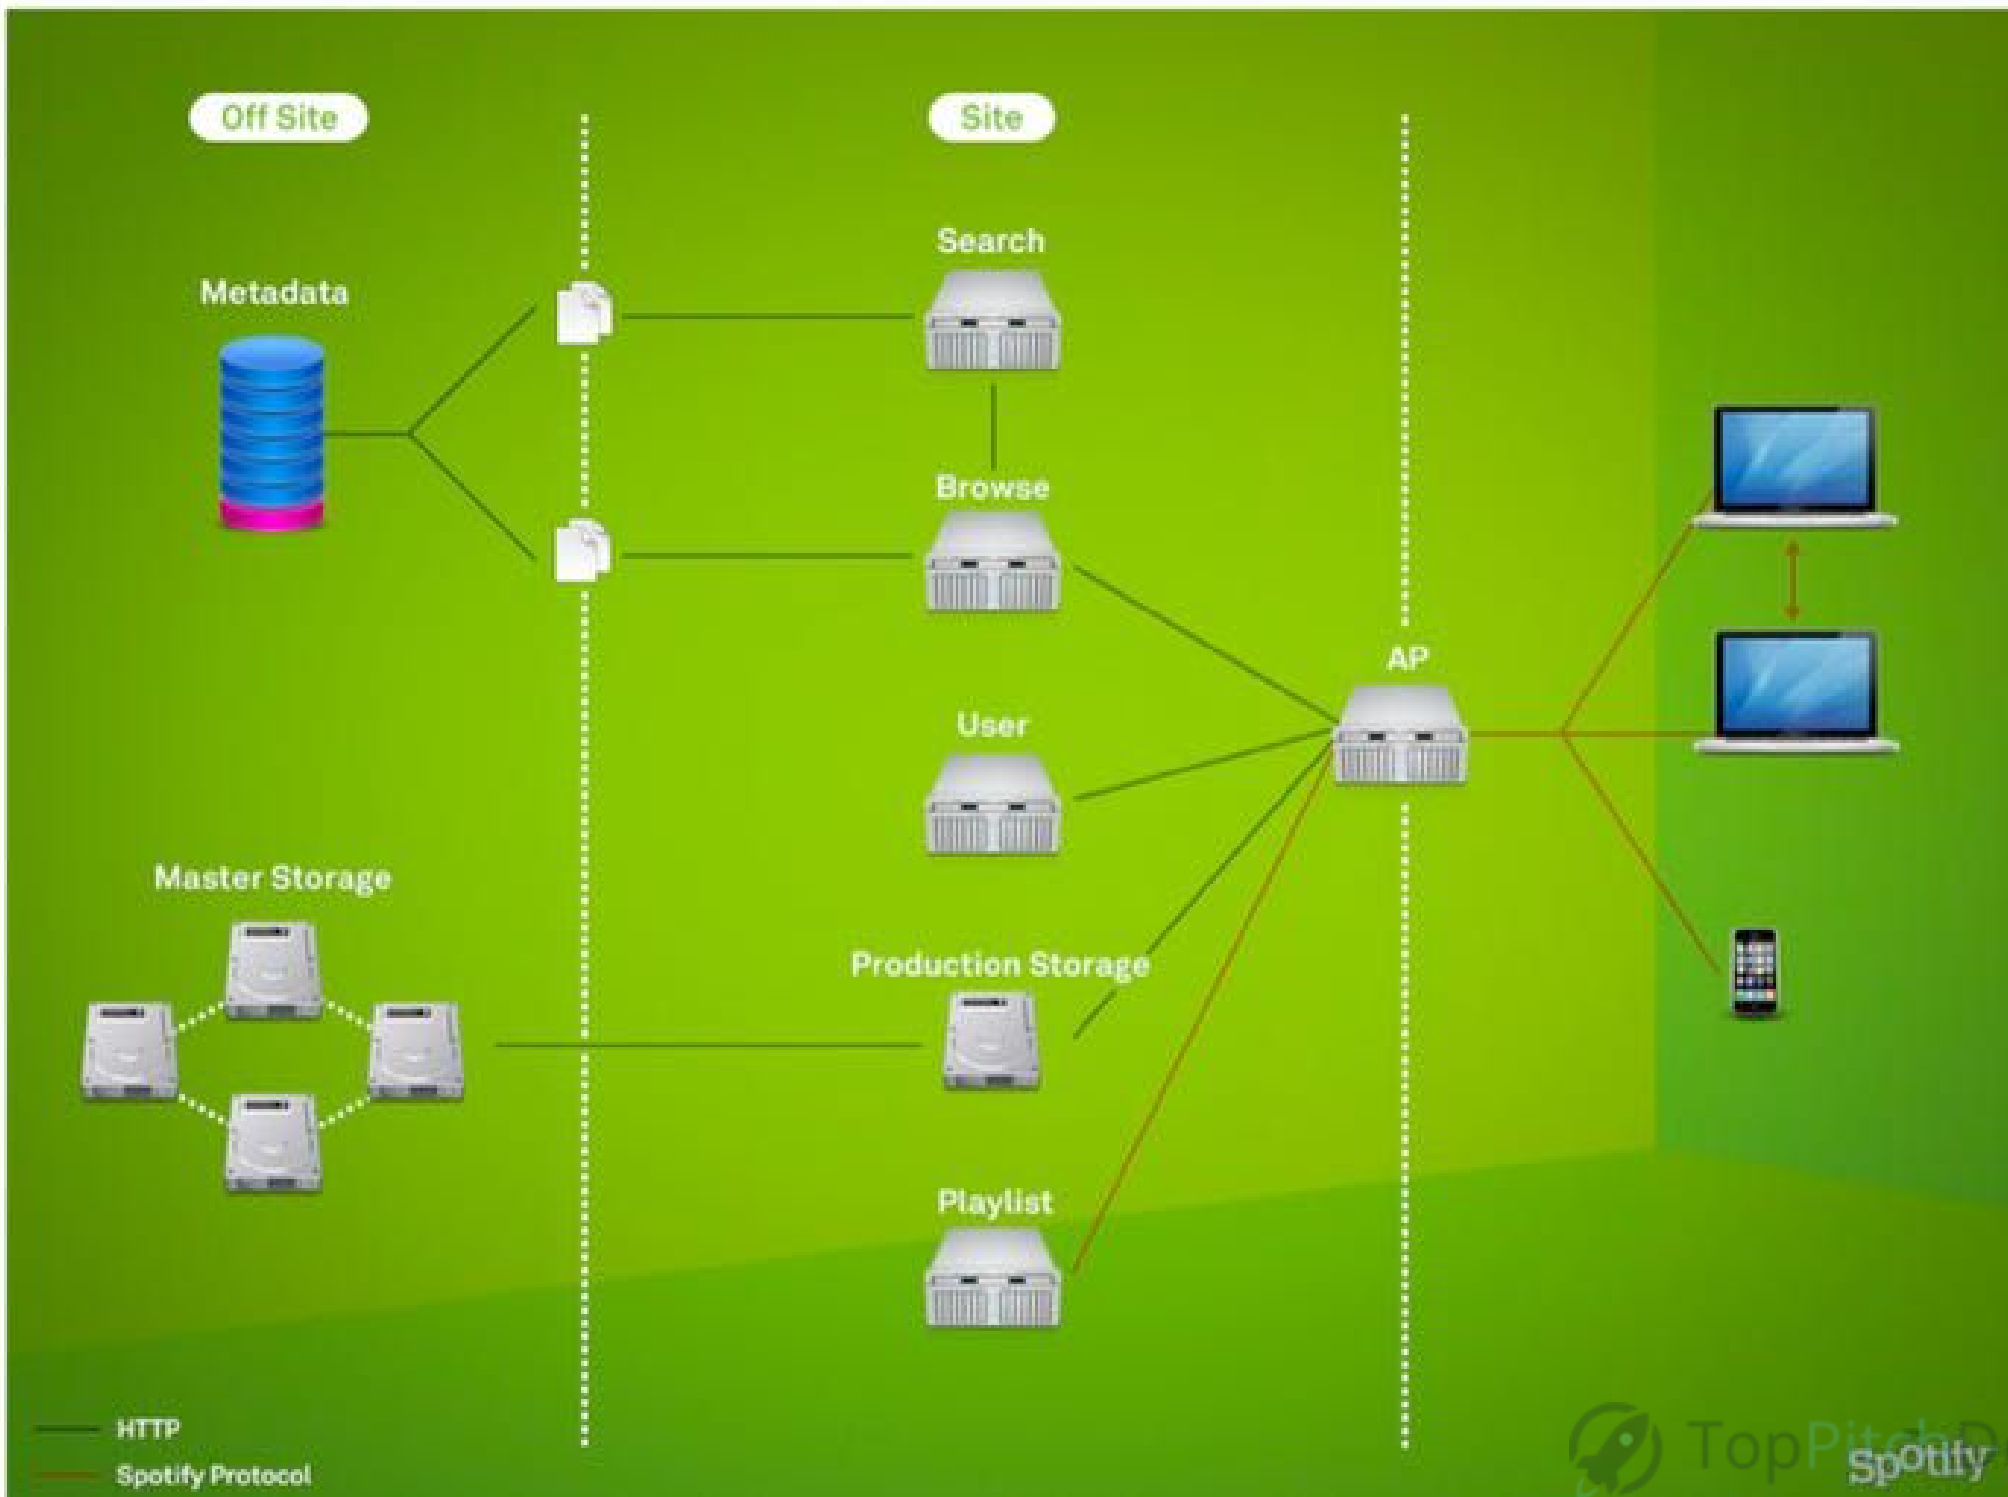 Off Site
Site
Search
Metadata
Browse
AP
User
Master Storage
Production Storage
Playlist
HTTP
Spotify Protocol
Spotify